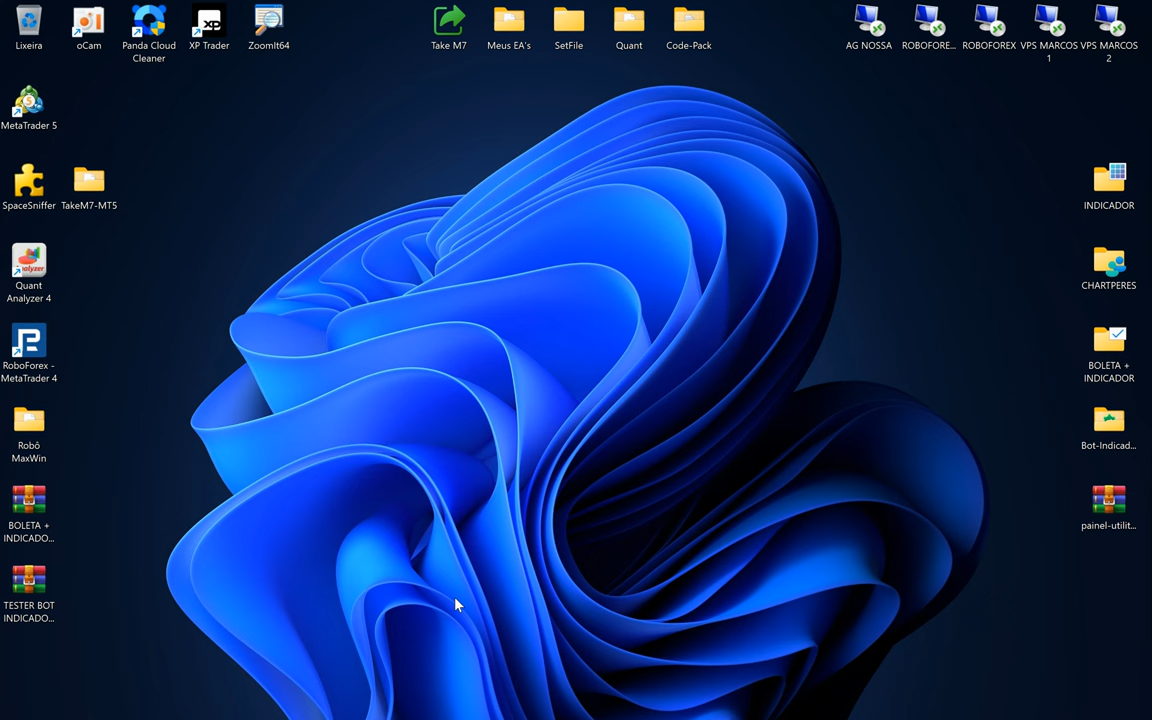 Lixeira
oCam
Panda Cloud
Cleaner
XP Trader
ZoomIt64
Take M7
Meus EA's
SetFile
Quant
Code-Pack
AG NOSSA
ROBOFORE...
ROBOFOREX
VPS MARCOS
1
VPS MARCOS
2
MetaTrader 5
SpaceSniffer
TakeM7-MT5
INDICADOR
Quant
Analyzer 4
CHARTPERES
RoboForex -
MetaTrader 4
BOLETA +
INDICADOR
Robô
MaxWin
Bot-Indicad...
BOLETA +
INDICADO...
painel-utilit...
TESTER BOT
INDICADO...